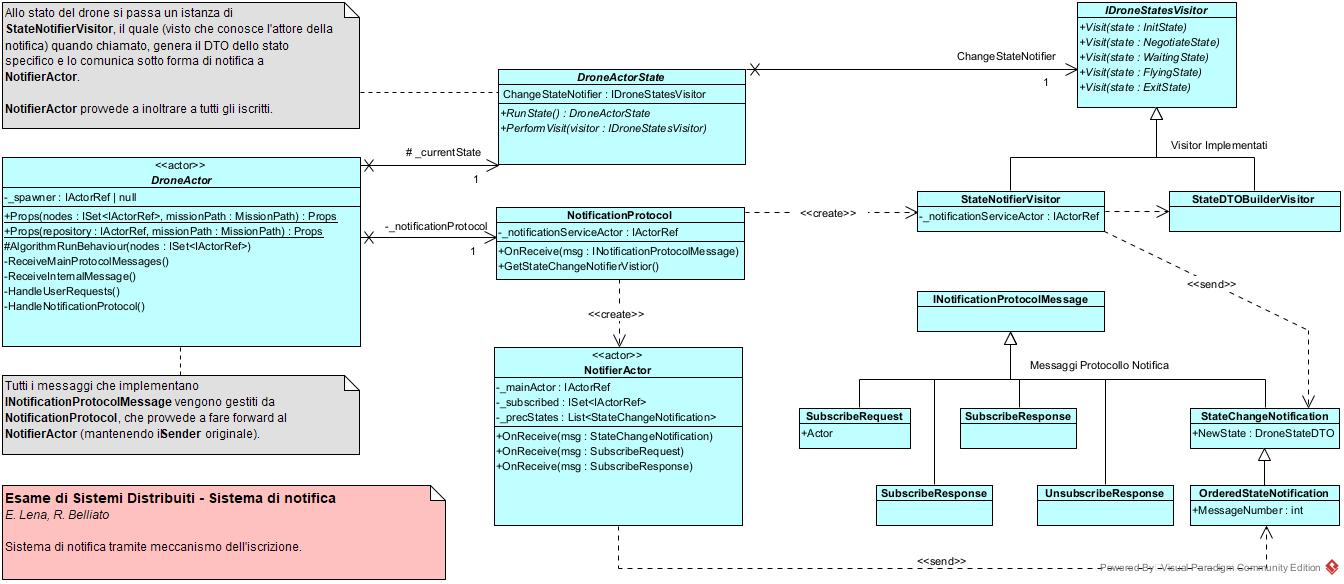 Allo stato del drone si passa un istanza di
StateNotifierVisitor, il quale (visto che conosce l'attore della
notifica) quando chiamato, genera il DTO dello stato
specifico e lo comunica sotto forma di notifica a
NotifierActor.
NotifierActor provvede a inoltrare a tutti gli iscritti.
DroneActorState
ChangeStateNotifier : IDroneStatesVisitor
+RunState() : DroneActorState
+PerformVisit(visitor : IDroneStatesVisitor)
ChangeStateNotifier
1
IDroneStatesVisitor
+Visit(state : InitState)
+Visit(state : NegotiateState)
+Visit(state : WaitingState)
+Visit(state : FlyingState)
+Visit(state : ExitState)
Visitor Implementati
<<actor>>
DroneActor
-_spawner : IActorRef | null
+Props(nodes : ISet<IActorRef>, missionPath : MissionPath) : Props
+Props(repository : IActorRef, missionPath : MissionPath) : Props
#AlgorithmRunBehaviour(nodes : ISet<IActorRef>)
-ReceiveMainProtocolMessages()
-ReceiveInternalMessage()
-HandleUserRequests()
-HandleNotificationProtocol()
# _currentState
1
-_notificationProtocol
1
NotificationProtocol
-_notificationServiceActor : IActorRef
+OnReceive(msg : INotificationProtocolMessage)
+GetStateChangeNotifierVistior()
<<create>>
StateNotifierVisitor
-_notificationServiceActor : IActorRef
StateDTOBuilderVisitor
<<send>>
<<create>>
INotificationProtocolMessage
Messaggi Protocollo Notifica
<<actor>>
NotifierActor
-_mainActor : IActorRef
-_subscribed : ISet<IActorRef>
-_precStates : List<StateChangeNotification>
+OnReceive(msg : StateChangeNotification)
+OnReceive(msg : SubscribeRequest)
+OnReceive(msg : SubscribeResponse)
SubscribeRequest
+Actor
SubscribeResponse
StateChangeNotification
+NewState : DroneStateDTO
SubscribeResponse
UnsubscribeResponse
OrderedStateNotification
+MessageNumber : int
<<send>>
Tutti i messaggi che implementano
INotificationProtocolMessage vengono gestiti da
NotificationProtocol, che provvede a fare forward al
NotifierActor (mantenendo ilSender originale).
Esame di Sistemi Distribuiti - Sistema di notifica
E. Lena, R. Belliato
Sistema di notifica tramite meccanismo dell'iscrizione.
Powered By: Visual Paradigm Community Edition